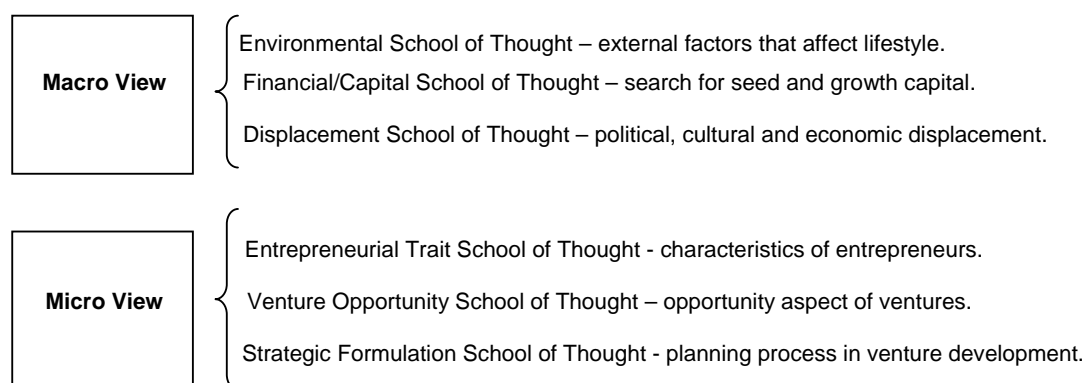 Environmental School of Thought – external factors that affect lifestyle.
Macro View
Financial/Capital School of Thought – search for seed and growth capital.
Displacement School of Thought – political, cultural and economic displacement.
Entrepreneurial Trait School of Thought - characteristics of entrepreneurs.
Micro View
Venture Opportunity School of Thought – opportunity aspect of ventures.
Strategic Formulation School of Thought - planning process in venture development.